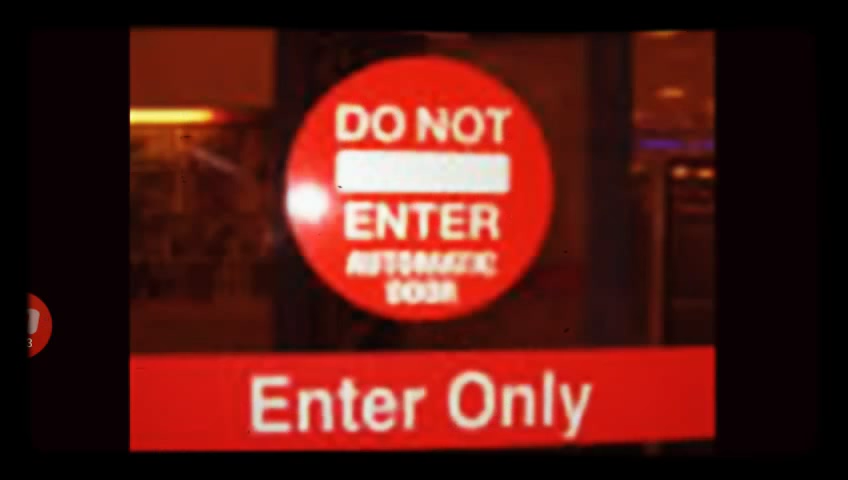 DO NOT
ENTER
AUTOMATIC
DOOR
Enter Only